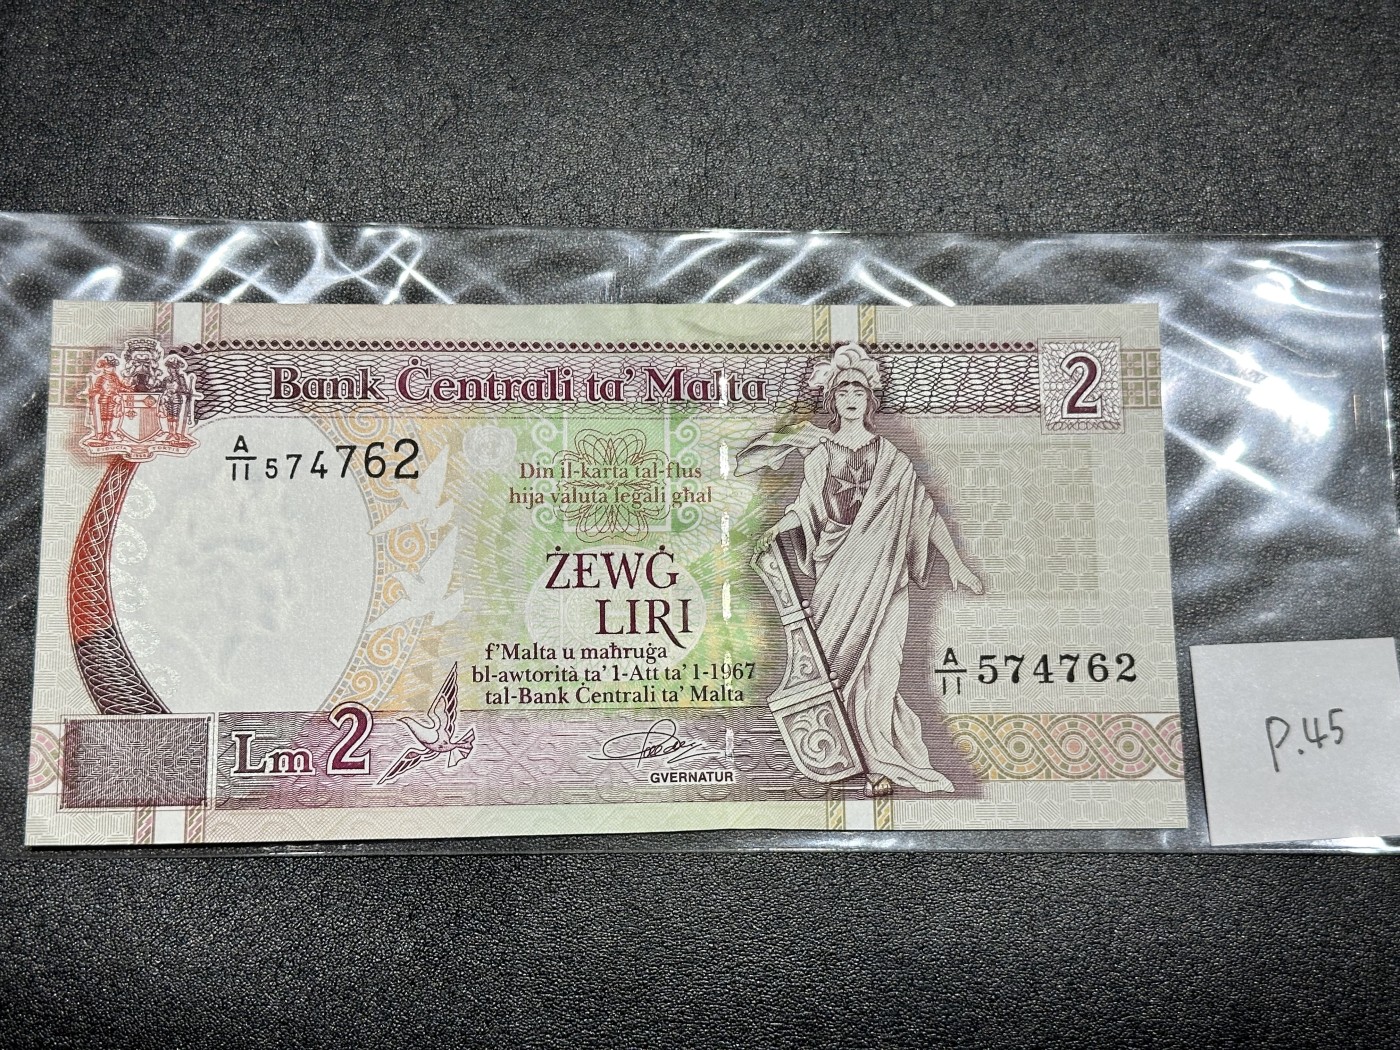 Bank Ċentrali ta' Malta
2
A/11 574762
Din il-karta tal-flus
hija valuta legali għal
ŻEWĠ
LIRI
f'Malta u maħruġa
bl-awtorità ta' l-Att ta' l-1967
tal-Bank Ċentrali ta' Malta
A/11 574762
Lm 2
GVERNATUR
P.45